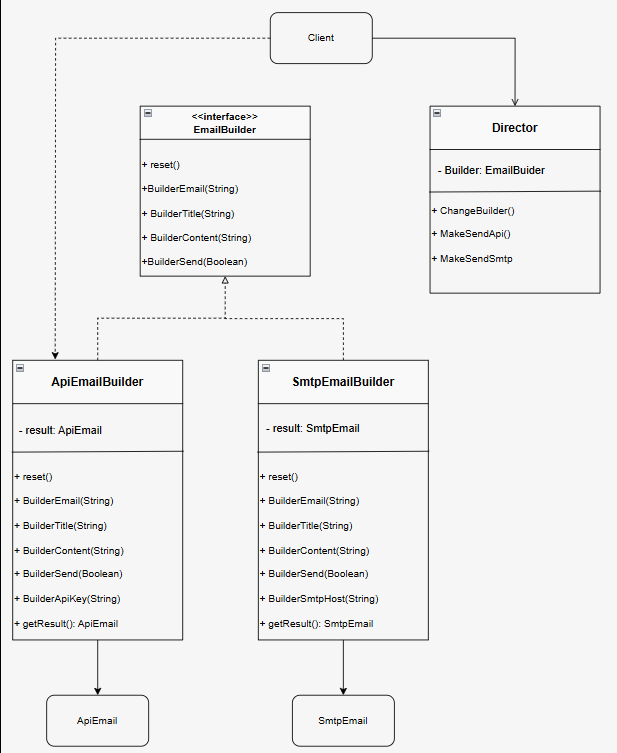 Client
<<interface>>
EmailBuilder
+ reset()
+BuilderEmail(String)
+ BuilderTitle(String)
+ BuilderContent(String)
+BuilderSend(Boolean)
Director
- Builder: EmailBuider
+ ChangeBuilder()
+ MakeSendApi()
+ MakeSendSmtp
ApiEmailBuilder
- result: ApiEmail
+ reset()
+ BuilderEmail(String)
+ BuilderTitle(String)
+ BuilderContent(String)
+ BuilderSend(Boolean)
+ BuilderApiKey(String)
+ getResult(): ApiEmail
SmtpEmailBuilder
- result: SmtpEmail
+ reset()
+ BuilderEmail(String)
+ BuilderTitle(String)
+ BuilderContent(String)
+ BuilderSend(Boolean)
+ BuilderSmtpHost(String)
+ getResult(): SmtpEmail
ApiEmail
SmtpEmail